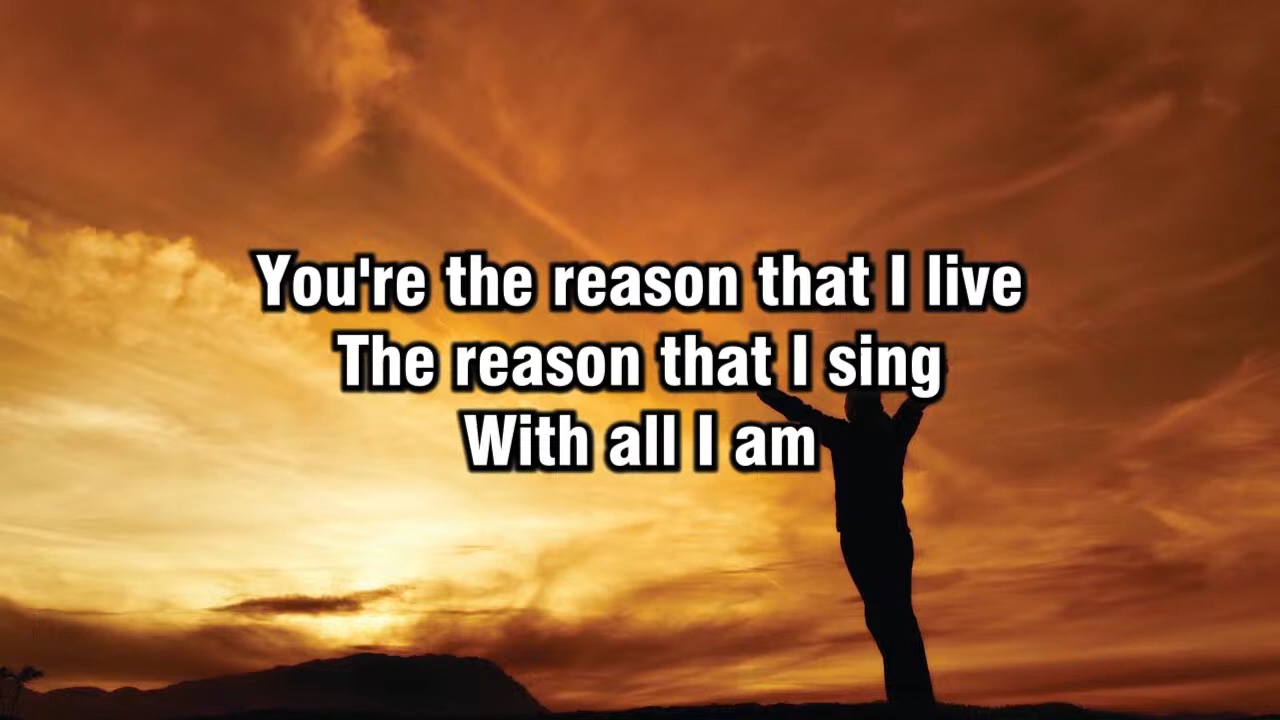 You're the reason that I live
The reason that I sing
With all I am